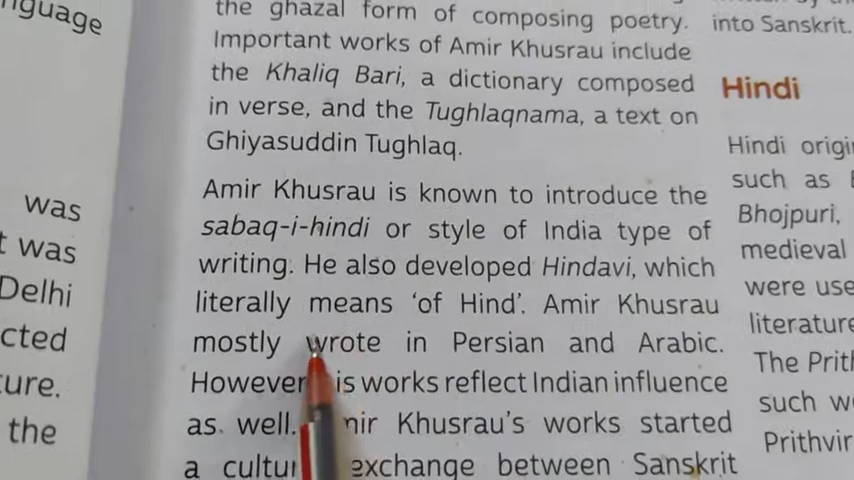 nguage
was
t was
Delhi
cted
ure.
the
the ghazal form of composing poetry.
Important works of Amir Khusrau include
the Khaliq Bari, a dictionary composed
in verse, and the Tughlaqnama, a text on
Ghiyasuddin Tughlaq.
Amir Khusrau is known to introduce the
sabaq-i-hindi or style of India type of
writing. He also developed Hindavi, which
literally means ‘of Hind’. Amir Khusrau
mostly wrote in Persian and Arabic.
However is works reflect Indian influence
as well. mir Khusrau's works started
a cultu exchange between Sanskrit
into Sanskrit.
Hindi
Hindi origi
such as
Bhojpuri,
medieval
were use
literature
The Prith
such w
Prithvir